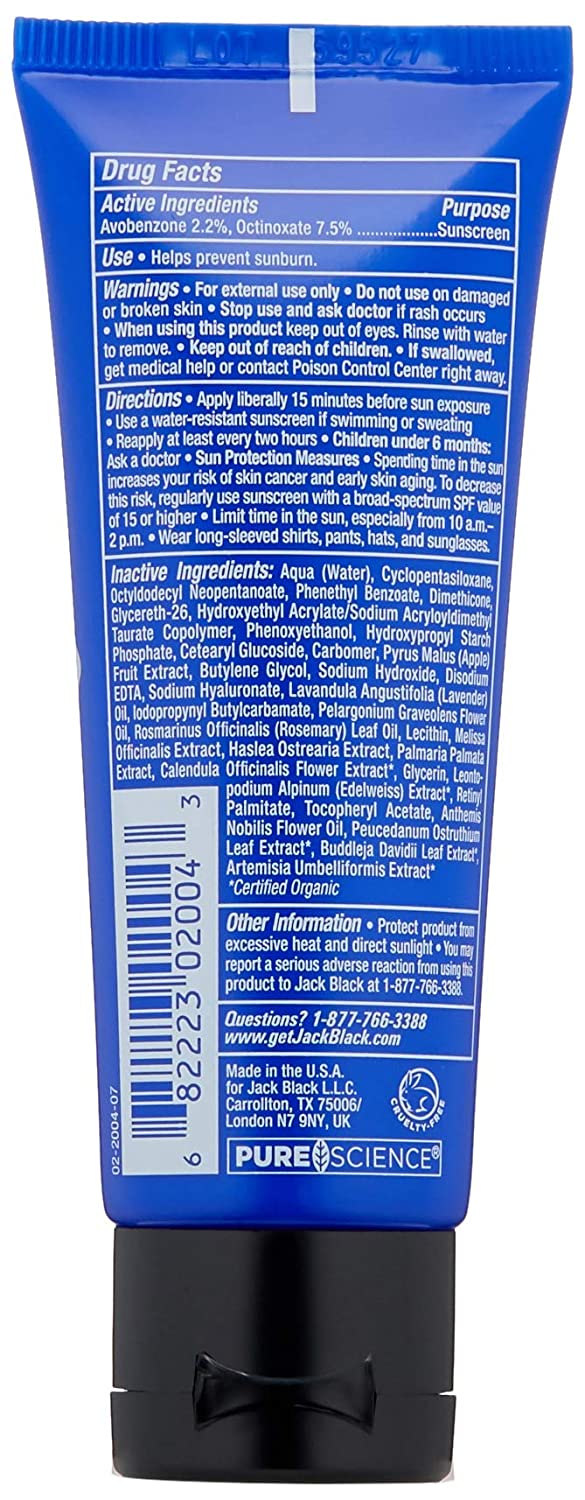 LOT 59527
Drug Facts
Active Ingredients Purpose
Avobenzone 2.2%, Octinoxate 7.5% ..................Sunscreen
Use • Helps prevent sunburn.
Warnings • For external use only • Do not use on damaged
or broken skin • Stop use and ask doctor if rash occurs
• When using this product keep out of eyes. Rinse with water
to remove. • Keep out of reach of children. • If swallowed,
get medical help or contact Poison Control Center right away.
Directions • Apply liberally 15 minutes before sun exposure
• Use a water-resistant sunscreen if swimming or sweating
• Reapply at least every two hours • Children under 6 months:
Ask a doctor • Sun Protection Measures • Spending time in the sun
increases your risk of skin cancer and early skin aging. To decrease
this risk, regularly use sunscreen with a broad-spectrum SPF value
of 15 or higher • Limit time in the sun, especially from 10 a.m.–
2 p.m. • Wear long-sleeved shirts, pants, hats, and sunglasses.
Inactive Ingredients: Aqua (Water), Cyclopentasiloxane,
Octyldodecyl Neopentanoate, Phenethyl Benzoate, Dimethicone,
Glycereth-26, Hydroxyethyl Acrylate/Sodium Acryloyldimethyl
Taurate Copolymer, Phenoxyethanol, Hydroxypropyl Starch
Phosphate, Cetearyl Glucoside, Carbomer, Pyrus Malus (Apple)
Fruit Extract, Butylene Glycol, Sodium Hydroxide, Disodium
EDTA, Sodium Hyaluronate, Lavandula Angustifolia (Lavender)
Oil, Iodopropynyl Butylcarbamate, Pelargonium Graveolens Flower
Oil, Rosmarinus Officinalis (Rosemary) Leaf Oil, Lecithin, Melissa
Officinalis Extract, Haslea Ostrearia Extract, Palmaria Palmata
Extract, Calendula Officinalis Flower Extract*, Glycerin, Leonto-
podium Alpinum (Edelweiss) Extract*, Retinyl
Palmitate, Tocopheryl Acetate, Anthemis
Nobilis Flower Oil, Peucedanum Ostruthium
Leaf Extract*, Buddleja Davidii Leaf Extract*,
Artemisia Umbelliformis Extract*
*Certified Organic
Other Information • Protect product from
excessive heat and direct sunlight • You may
report a serious adverse reaction from using this
product to Jack Black at 1-877-766-3388.
Questions? 1-877-766-3388
www.getJackBlack.com
Made in the U.S.A.
for Jack Black L.L.C.
Carrollton, TX 75006/
London N7 9NY, UK
CRUELTY-FREE
PURE SCIENCE®
6 82223 02004 3
02-2004-07